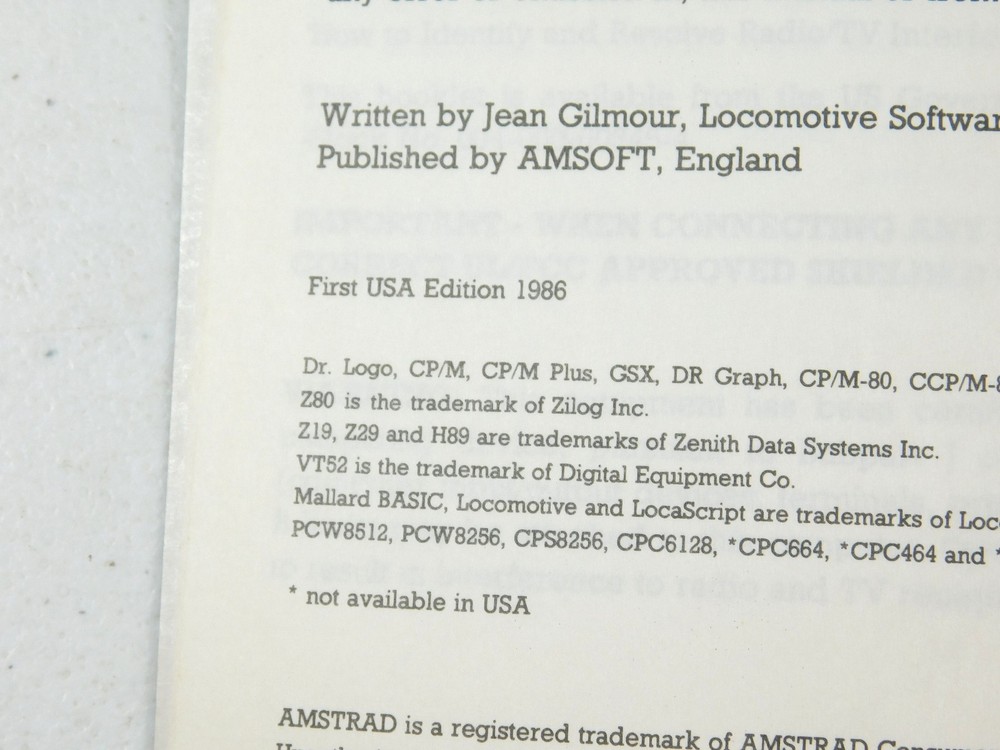 Written by Jean Gilmour, Locomotive
Published by AMSOFT, England
First USA Edition 1986
Dr. Logo, CP/M, CP/M Plus, GSX, DR Graph, CP/M-80,
Z80 is the trademark of Zilog Inc.
Z19, Z29 and H89 are trademarks of Zenith Data Systems Inc.
VT52 is the trademark of Digital Equipment Co.
Mallard BASIC, Locomotive and LocaScript are trademarks of
PCW8512, PCW8256, CPS8256, CPC6128, *CPC664, *CPC464 and *
* not available in USA
AMSTRAD is a registered trademark of AMSTRAD